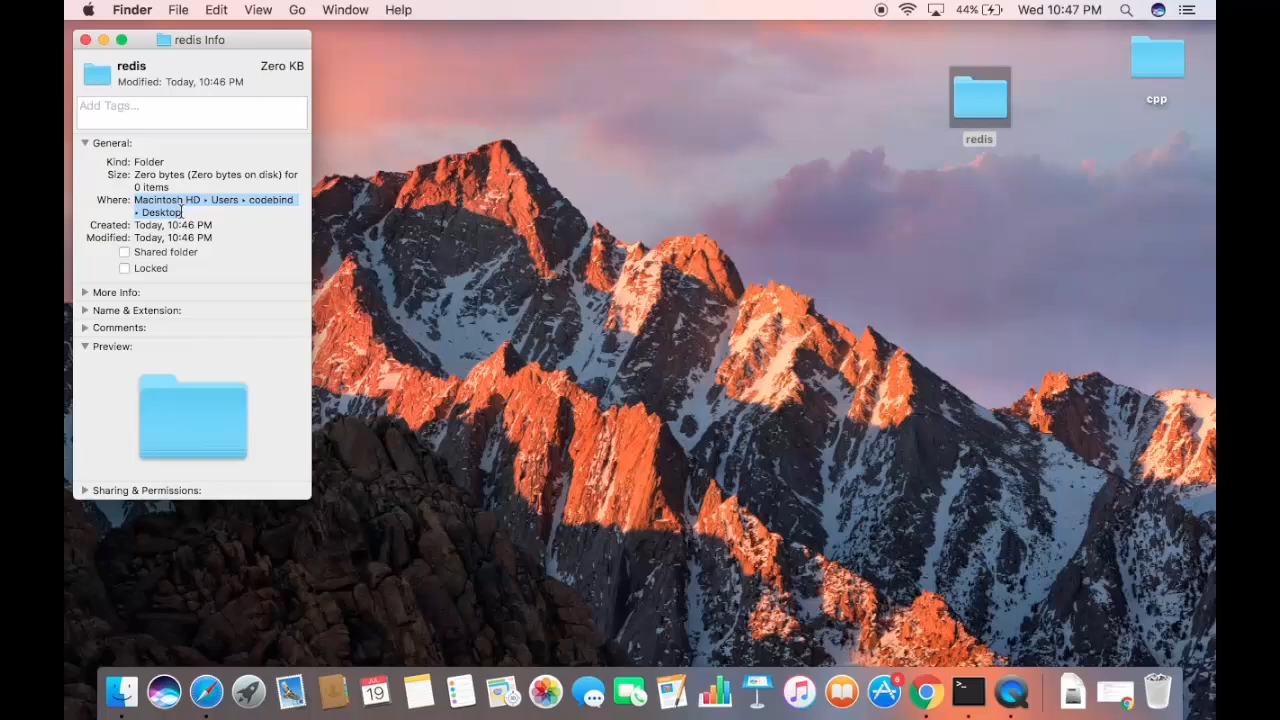 Finder File Edit View Go Window Help 44% Wed 10:47 PM
redis Info
redis Zero KB
Modified: Today, 10:46 PM
Add Tags...
General:
Kind: Folder
Size: Zero bytes (Zero bytes on disk) for
0 items
Where: Macintosh HD ▸ Users ▸ codebind
▸ Desktop
Created: Today, 10:46 PM
Modified: Today, 10:46 PM
Shared folder
Locked
More Info:
Name & Extension:
Comments:
Preview:
Sharing & Permissions:
redis
cpp
JUL
19
6
>_